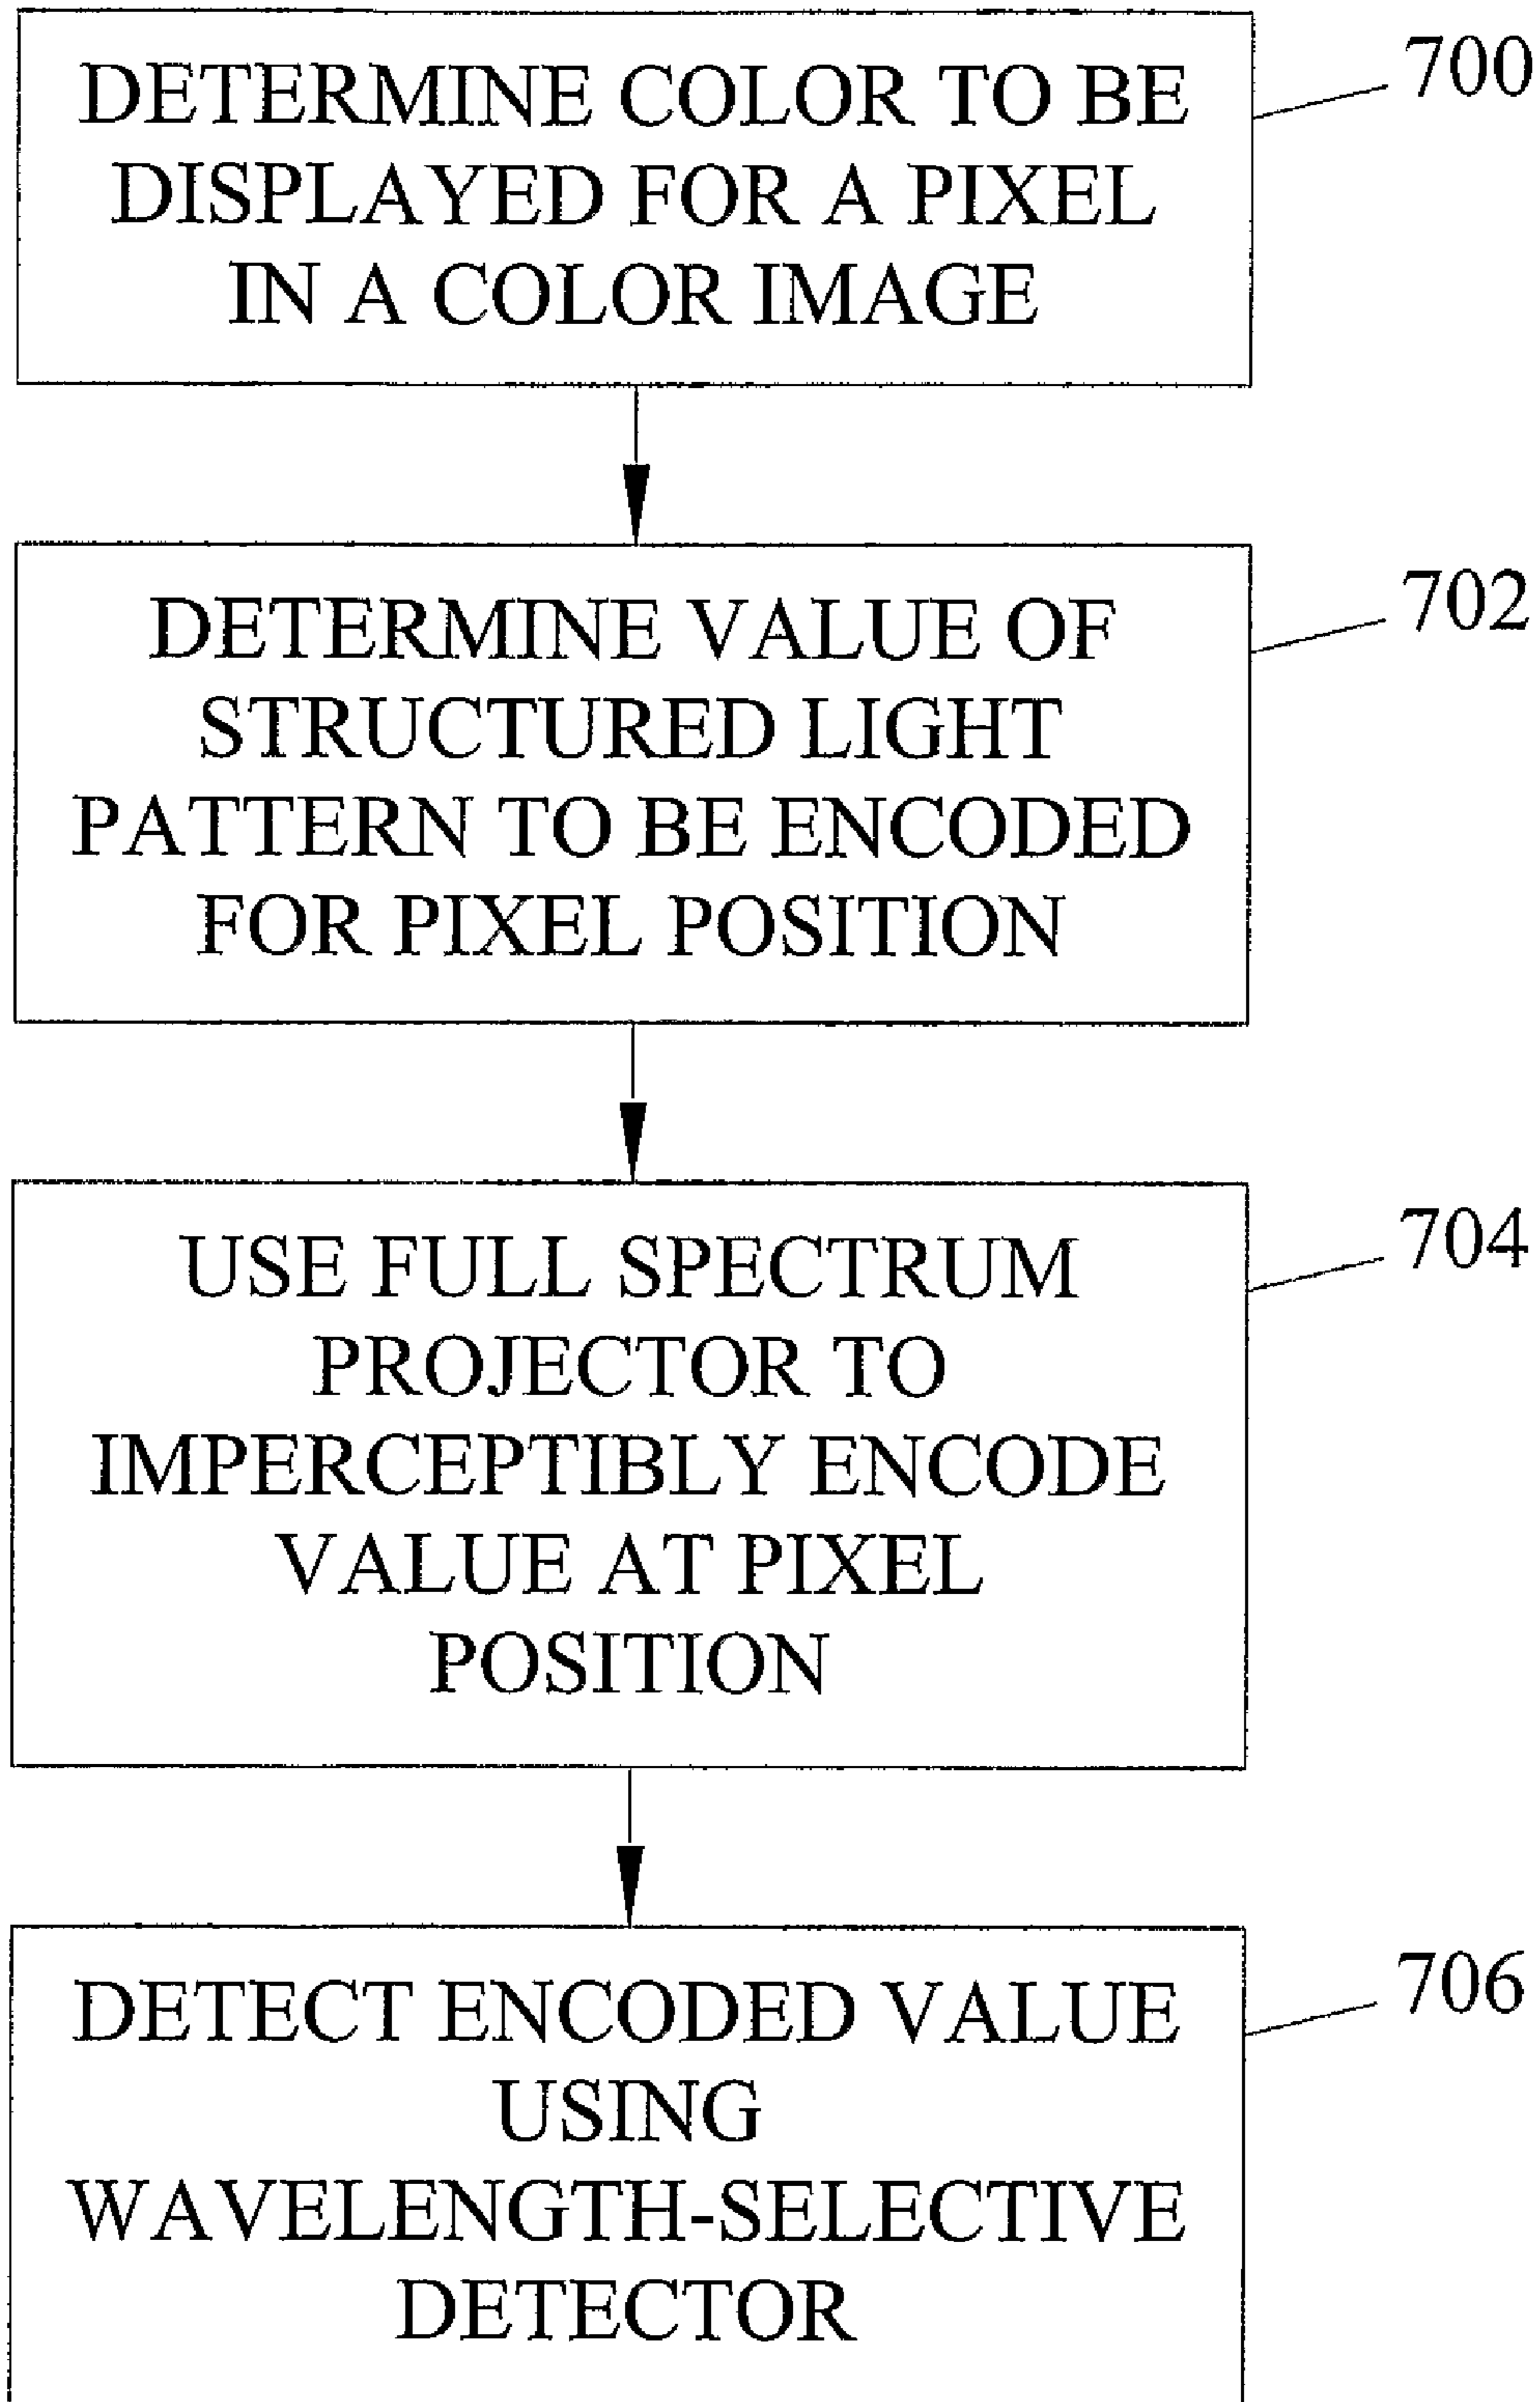 DETERMINE COLOR TO BE
DISPLAYED FOR A PIXEL
IN A COLOR IMAGE
700
DETERMINE VALUE OF
STRUCTURED LIGHT
PATTERN TO BE ENCODED
FOR PIXEL POSITION
702
USE FULL SPECTRUM
PROJECTOR TO
IMPERCEPTIBLY ENCODE
VALUE AT PIXEL
POSITION
704
DETECT ENCODED VALUE
USING
WAVELENGTH-SELECTIVE
DETECTOR
706